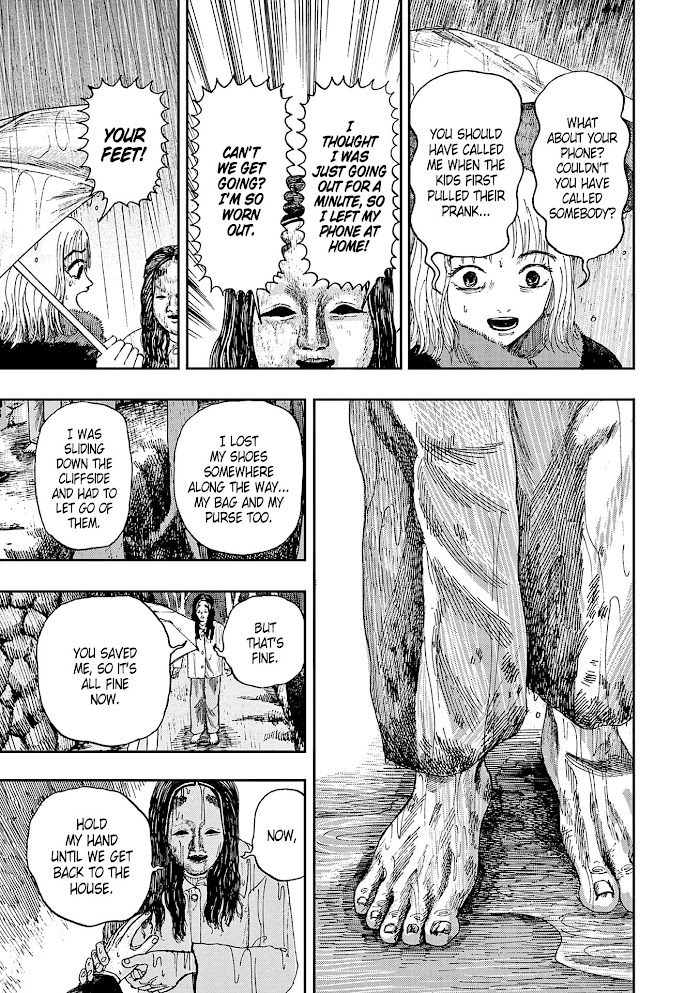 WHAT
ABOUT YOUR
PHONE?
COULDN'T
YOU HAVE
CALLED
SOMEBODY?
YOU SHOULD
HAVE CALLED
ME WHEN THE
KIDS FIRST
PULLED THEIR
PRANK...
I
THOUGHT
I WAS
JUST GOING
OUT FOR A
MINUTE, SO
I LEFT MY
PHONE AT
HOME!
CAN'T
WE GET
GOING?
I'M SO
WORN
OUT.
YOUR
FEET!
I LOST
MY SHOES
SOMEWHERE
ALONG THE
WAY...
MY BAG AND MY
PURSE TOO.
I WAS
SLIDING
DOWN THE
CLIFFSIDE
AND HAD TO
LET GO OF
THEM.
BUT
THAT'S
FINE.
YOU SAVED
ME, SO IT'S
ALL FINE
NOW.
NOW,
HOLD
MY HAND
UNTIL WE GET
BACK TO THE
HOUSE.